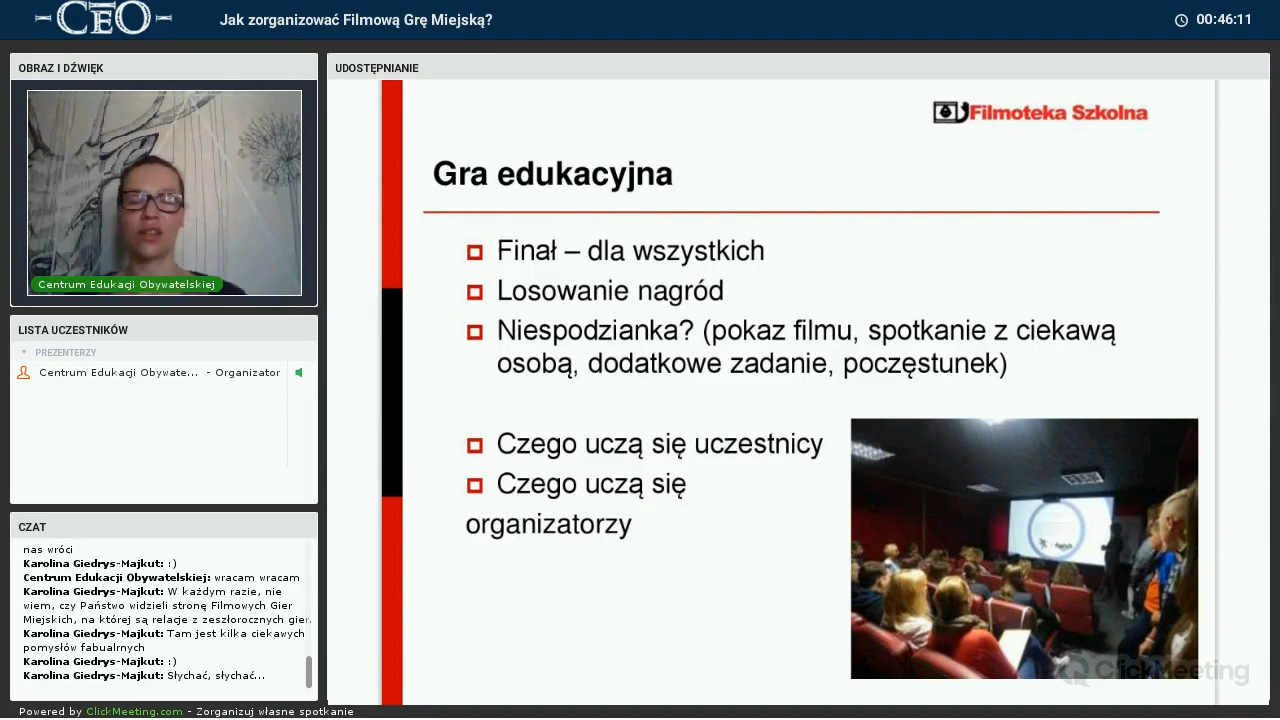 CEO
Jak zorganizować Filmową Grę Miejską?
00:46:11
OBRAZ I DŹWIĘK
Centrum Edukacji Obywatelskiej
LISTA UCZESTNIKÓW
PREZENTERZY
Centrum Edukacji Obywate... - Organizator
CZAT
nas wróci
Karolina Giedrys-Majkut: :)
Centrum Edukacji Obywatelskiej: wracam wracam
Karolina Giedrys-Majkut: W każdym razie, nie
wiem, czy Państwo widzieli stronę Filmowych Gier
Miejskich, na której są relacje z zeszłorocznych gier.
Karolina Giedrys-Majkut: Tam jest kilka ciekawych
pomysłów fabualrnych
Karolina Giedrys-Majkut: :)
Karolina Giedrys-Majkut: Słychać, słychać...
Powered by ClickMeeting.com - Zorganizuj własne spotkanie
UDOSTĘPNIANIE
Filmoteka Szkolna
Gra edukacyjna
Finał – dla wszystkich
Losowanie nagród
Niespodzianka? (pokaz filmu, spotkanie z ciekawą
osobą, dodatkowe zadanie, poczęstunek)
Czego uczą się uczestnicy
Czego uczą się
organizatorzy
ClickMeeting